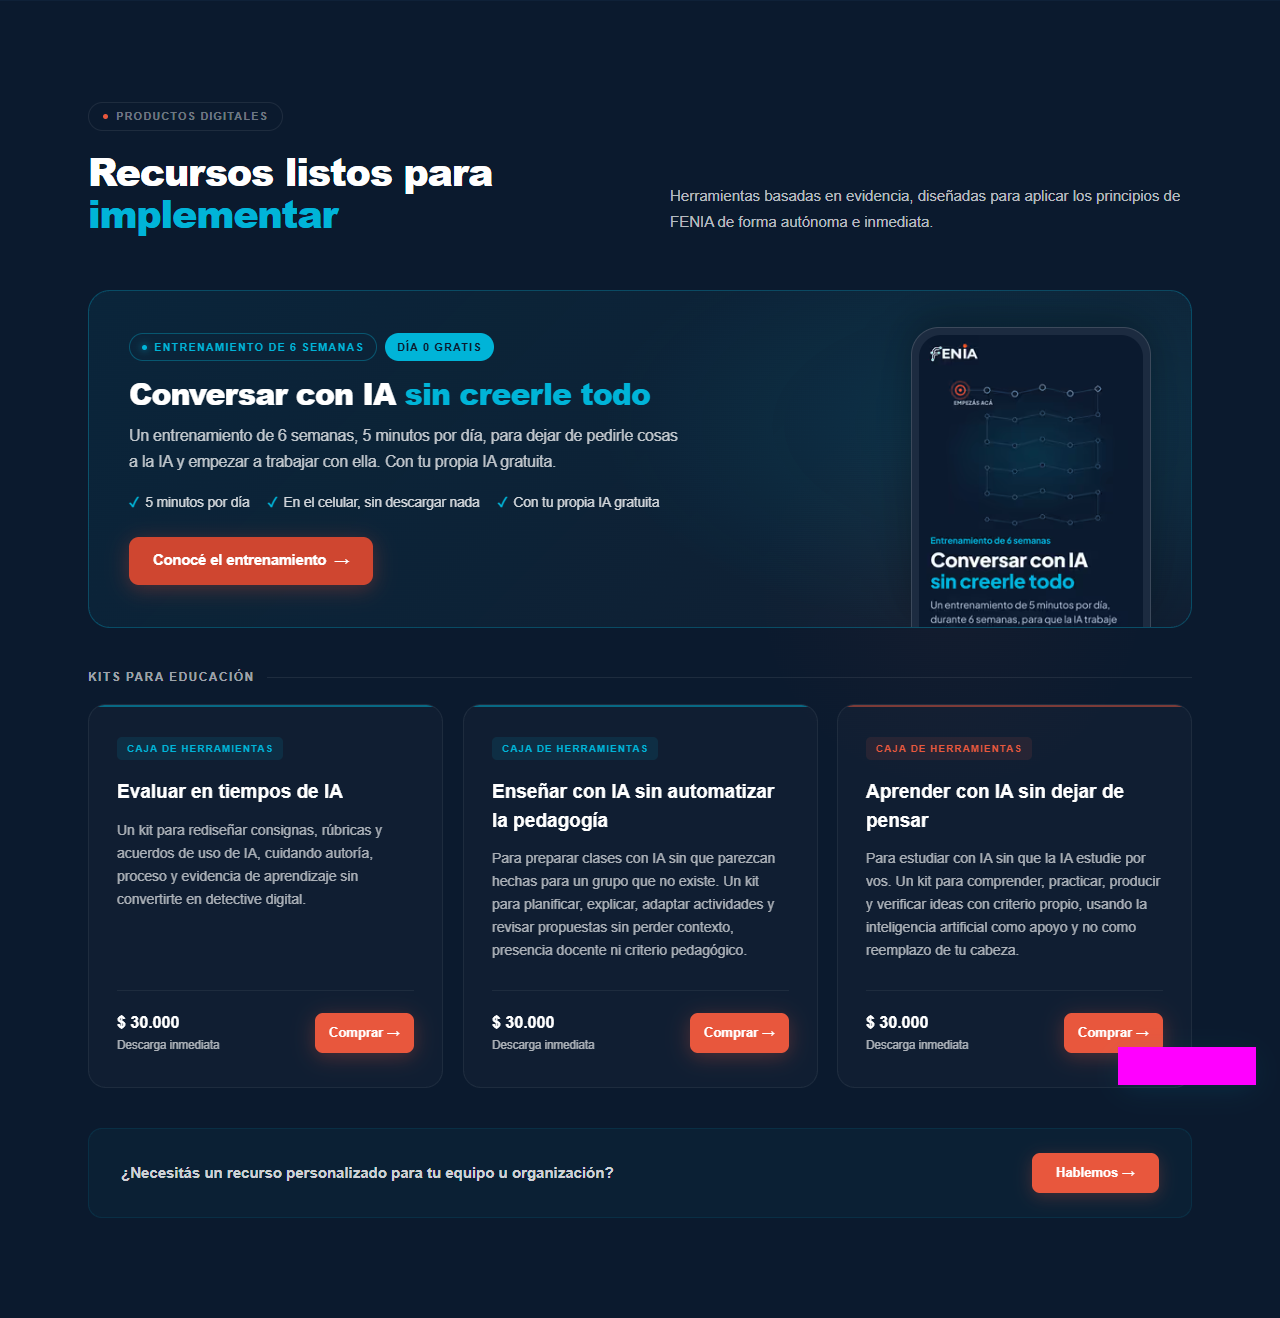 PRODUCTOS DIGITALES
Recursos listos para
implementar
Herramientas basadas en evidencia, diseñadas para aplicar los principios de
FENIA de forma autónoma e inmediata.
ENTRENAMIENTO DE 6 SEMANAS
DÍA 0 GRATIS
Conversar con IA sin creerle todo
Un entrenamiento de 6 semanas, 5 minutos por día, para dejar de pedirle cosas
a la IA y empezar a trabajar con ella. Con tu propia IA gratuita.
✓ 5 minutos por día ✓ En el celular, sin descargar nada ✓ Con tu propia IA gratuita
Conocé el entrenamiento →
FENIA
EMPEZÁS ACÁ
Entrenamiento de 6 semanas
Conversar con IA
sin creerle todo
Un entrenamiento de 5 minutos por día,
durante 6 semanas, para que la IA trabaje
KITS PARA EDUCACIÓN
CAJA DE HERRAMIENTAS
Evaluar en tiempos de IA
Un kit para rediseñar consignas, rúbricas y
acuerdos de uso de IA, cuidando autoría,
proceso y evidencia de aprendizaje sin
convertirte en detective digital.
$ 30.000
Descarga inmediata
Comprar →
CAJA DE HERRAMIENTAS
Enseñar con IA sin automatizar
la pedagogía
Para preparar clases con IA sin que parezcan
hechas para un grupo que no existe. Un kit
para planificar, explicar, adaptar actividades y
revisar propuestas sin perder contexto,
presencia docente ni criterio pedagógico.
$ 30.000
Descarga inmediata
Comprar →
CAJA DE HERRAMIENTAS
Aprender con IA sin dejar de
pensar
Para estudiar con IA sin que la IA estudie por
vos. Un kit para comprender, practicar, producir
y verificar ideas con criterio propio, usando la
inteligencia artificial como apoyo y no como
reemplazo de tu cabeza.
$ 30.000
Descarga inmediata
Comprar →
¿Necesitás un recurso personalizado para tu equipo u organización?
Hablemos →